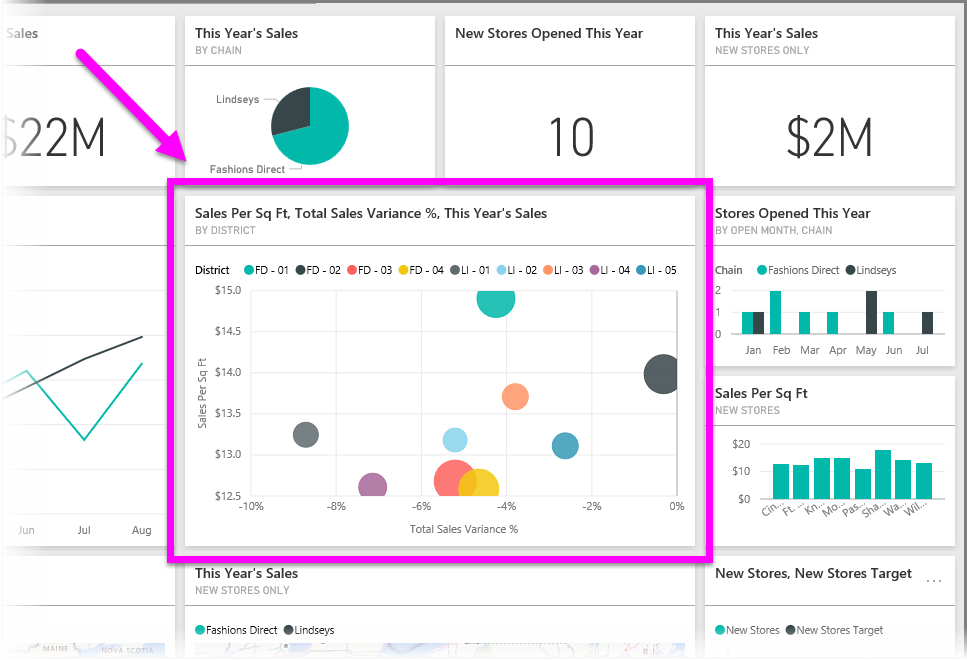 Sales
$22M
This Year's Sales
BY CHAIN
Lindseys
Fashions Direct
New Stores Opened This Year
10
This Year's Sales
NEW STORES ONLY
$2M
Jun Jul Aug
Sales Per Sq Ft, Total Sales Variance %, This Year's Sales
BY DISTRICT
District FD - 01 FD - 02 FD - 03 FD - 04 LI - 01 LI - 02 LI - 03 LI - 04 LI - 05
Sales Per Sq Ft
$15.0
$14.5
$14.0
$13.5
$13.0
$12.5
-10% -8% -6% -4% -2% 0%
Total Sales Variance %
Stores Opened This Year
BY OPEN MONTH, CHAIN
Chain Fashions Direct Lindseys
2
1
0
Jan Feb Mar Apr May Jun Jul
Sales Per Sq Ft
NEW STORES
$20
$10
$0
Cin... Ft. ... Kn... Mo... Pas... Sha... Wa... Wil...
This Year's Sales
NEW STORES ONLY
Fashions Direct Lindseys
MAINE NOVA SCOTIA
New Stores, New Stores Target
...
New Stores New Stores Target